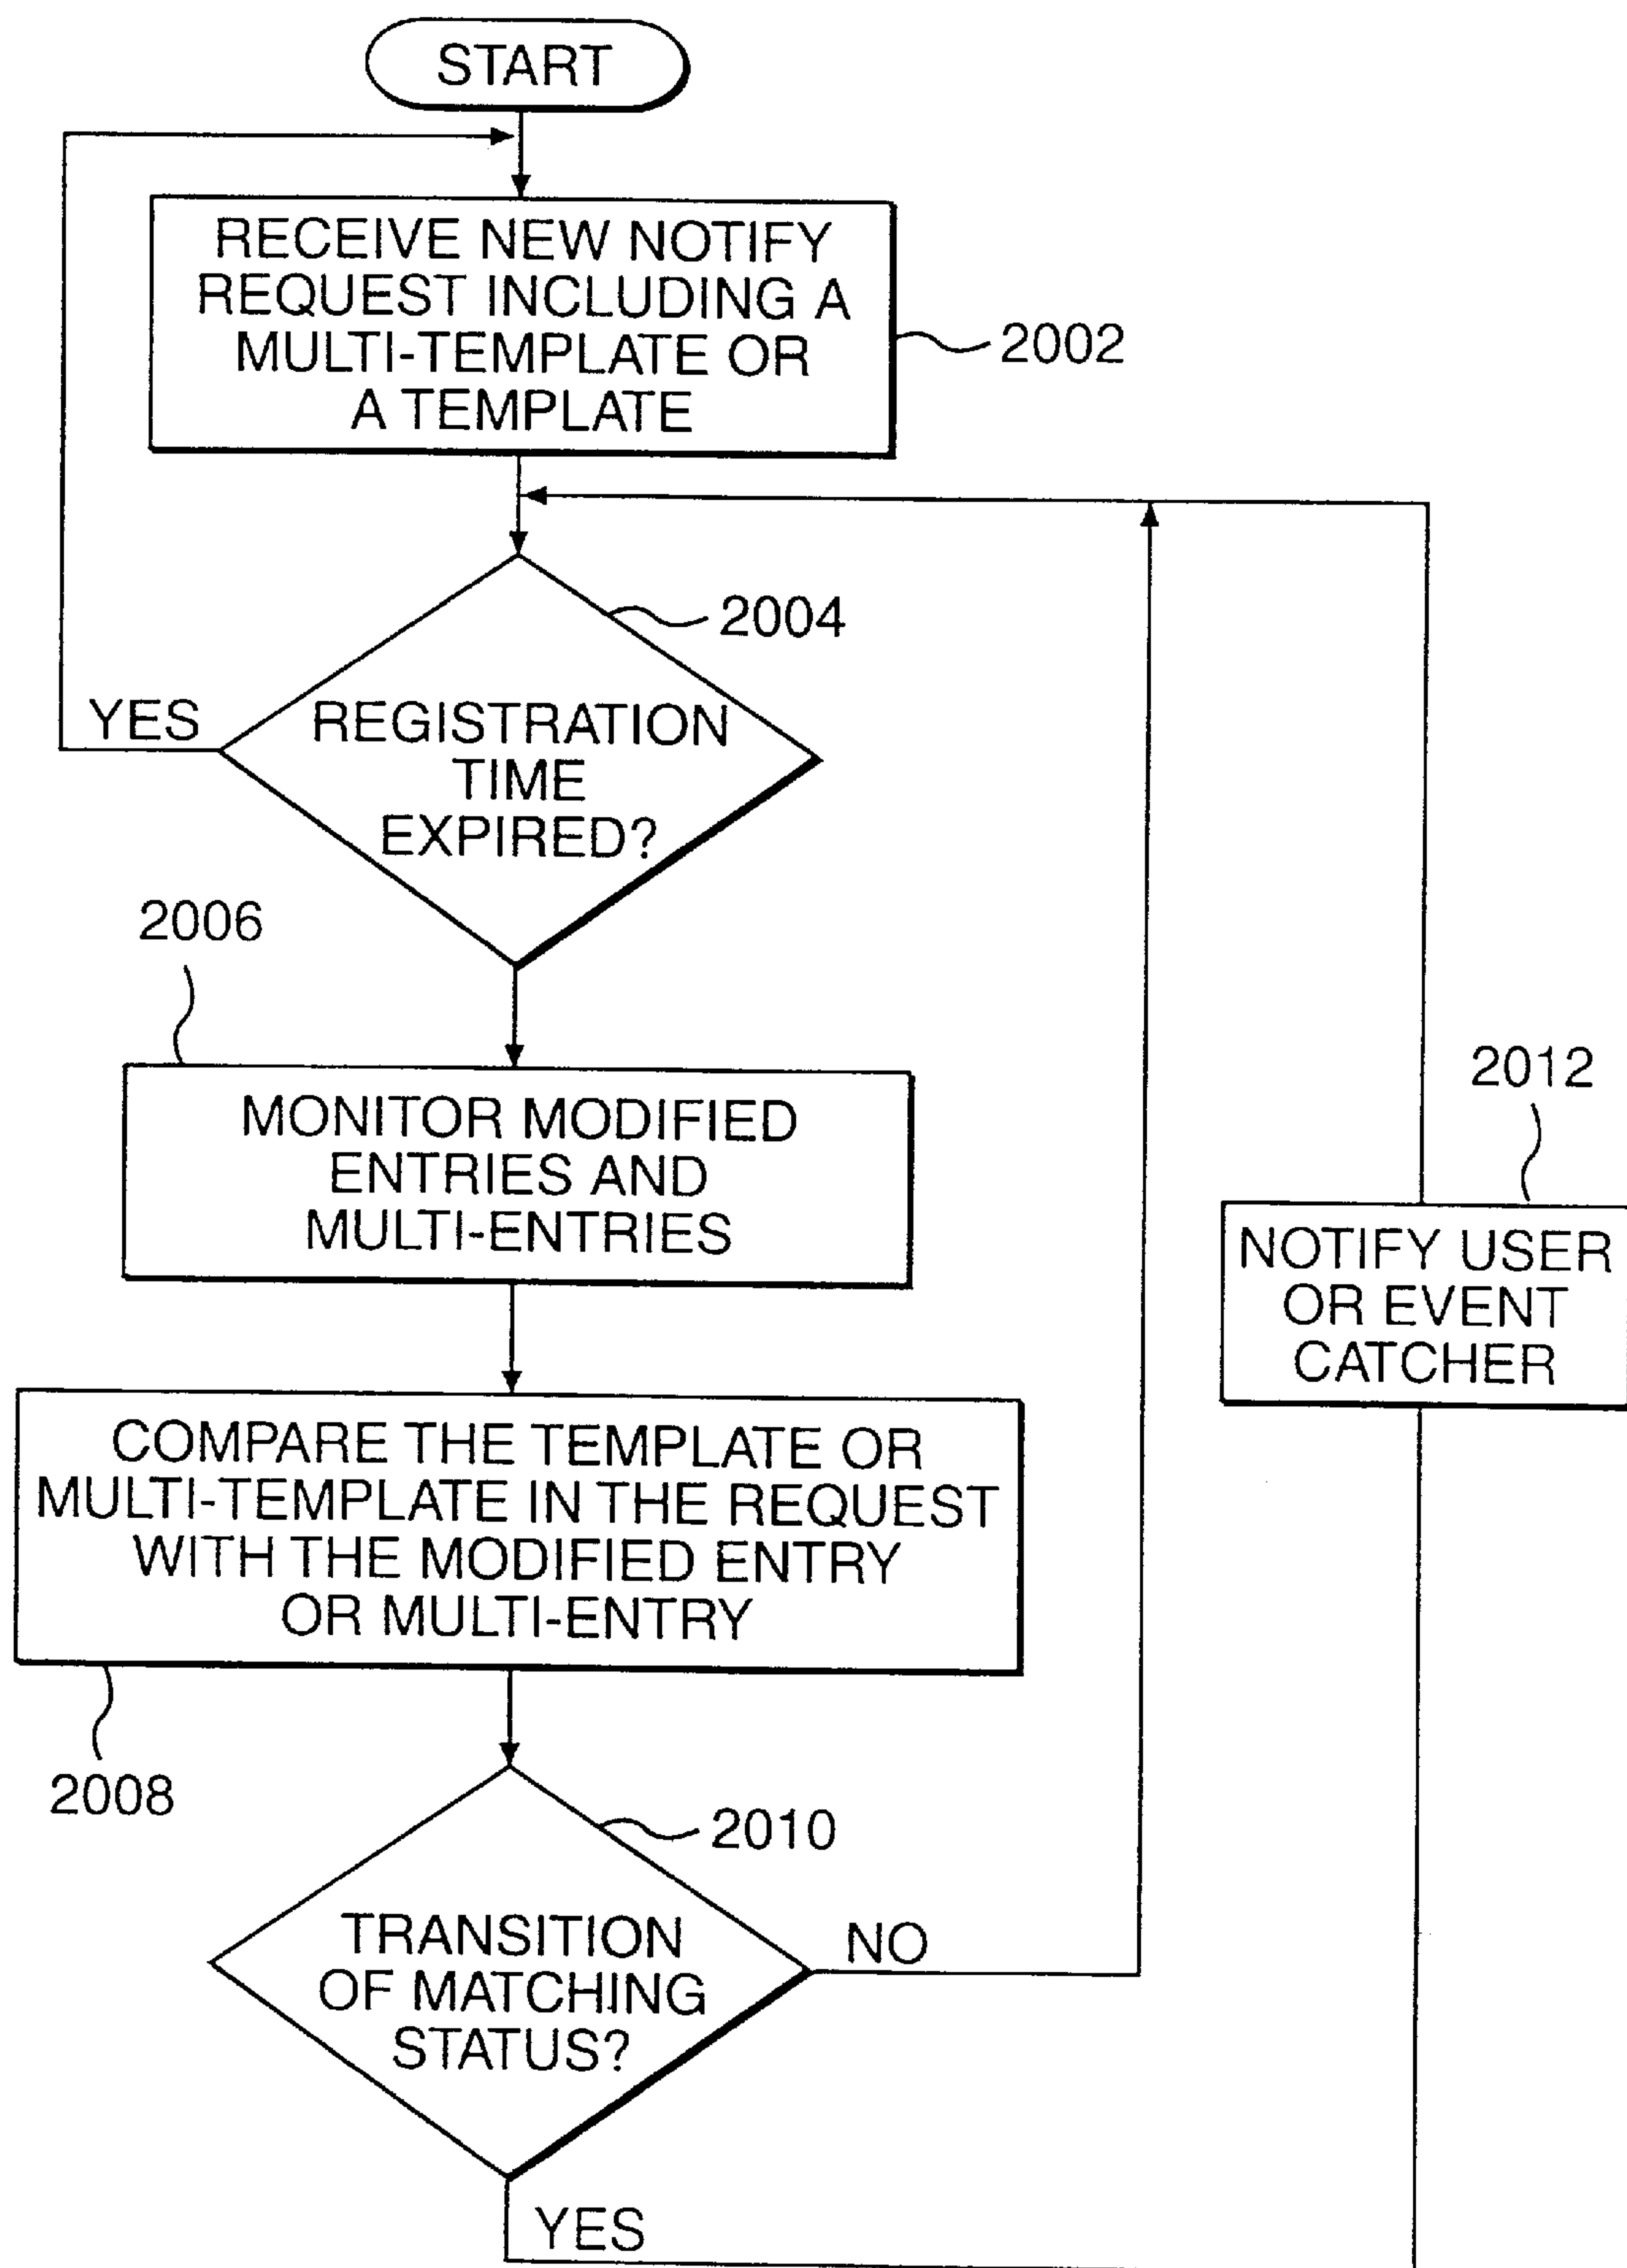 START
RECEIVE NEW NOTIFY
REQUEST INCLUDING A
MULTI-TEMPLATE OR
A TEMPLATE
2002
2004
YES
REGISTRATION
TIME
EXPIRED?
2006
MONITOR MODIFIED
ENTRIES AND
MULTI-ENTRIES
2012
NOTIFY USER
OR EVENT
CATCHER
COMPARE THE TEMPLATE OR
MULTI-TEMPLATE IN THE REQUEST
WITH THE MODIFIED ENTRY
OR MULTI-ENTRY
2008
2010
TRANSITION
OF MATCHING
STATUS?
NO
YES